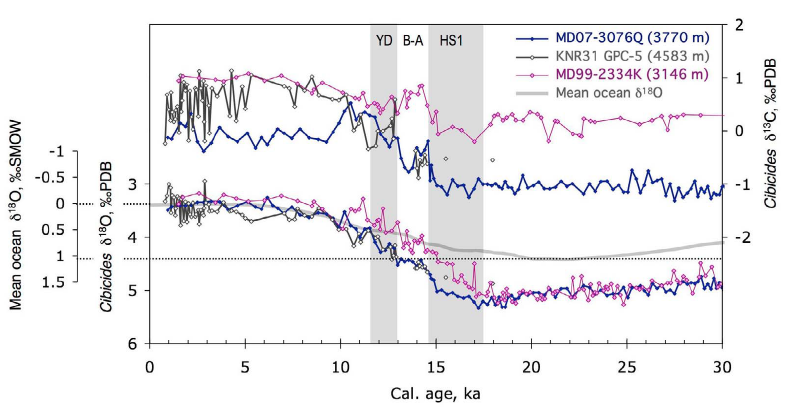 YD B-A HS1
MD07-3076Q (3770 m)
KNR31 GPC-5 (4583 m)
MD99-2334K (3146 m)
Mean ocean δ¹⁸O
2
1
0
-1
-2
Cibicides δ¹³C, ‰PDB
-1
-0.5
0
0.5
1
1.5
Mean ocean δ¹⁸O, ‰SMOW
3
4
5
6
Cibicides δ¹⁸O, ‰PDB
0 5 10 15 20 25 30
Cal. age, ka